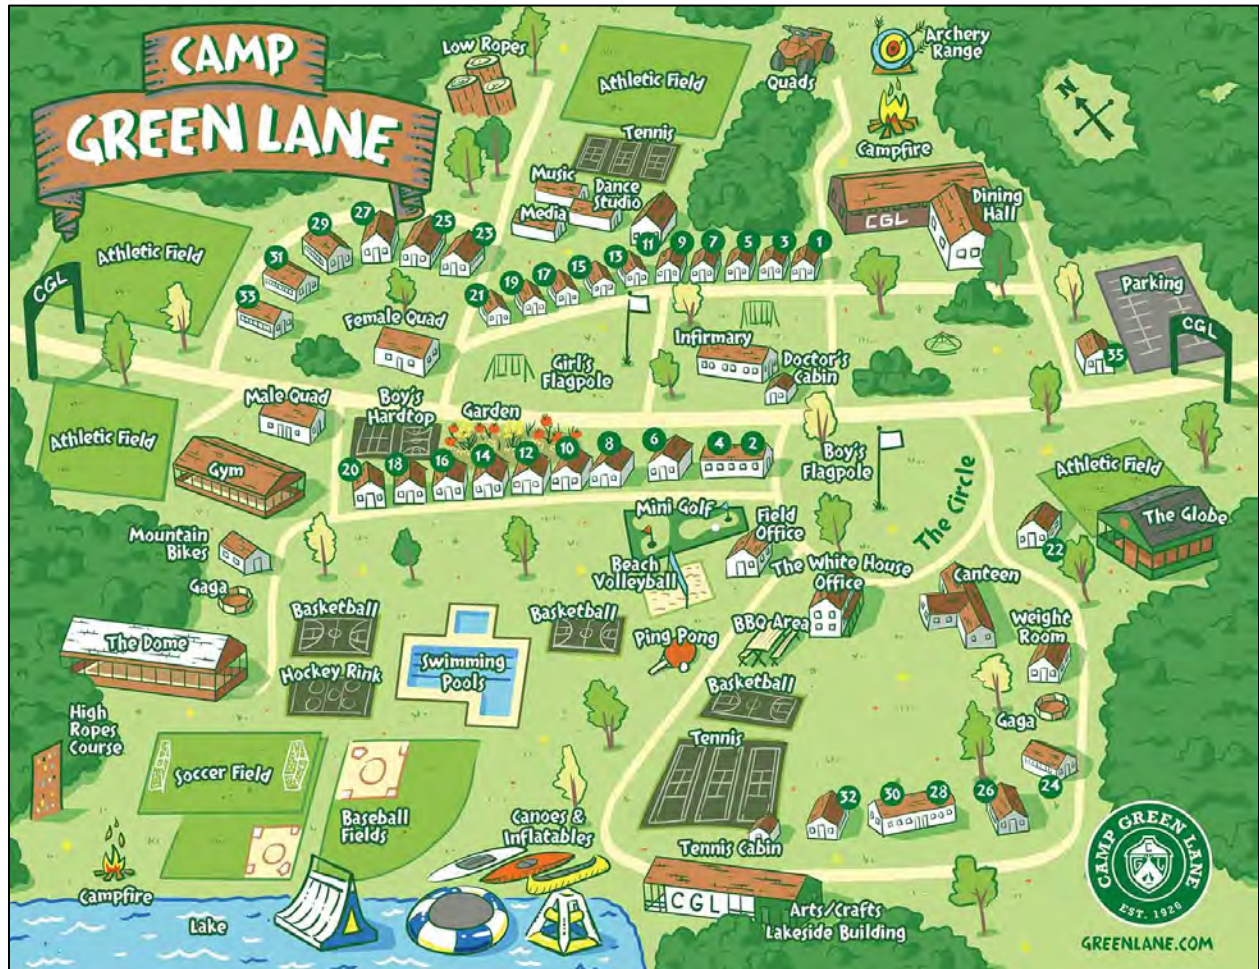 CAMP
GREEN LANE
Low Ropes
Athletic Field
Quads
Archery
Range
N
Campfire
Tennis
Music
Dance
Studio
Media
CGL
Dining
Hall
Athletic Field
CGL
29
27
25
23
31
33
21
19
17
15
13
11
9
7
5
3
1
Parking
CGL
35
Female Quad
Girl's
Flagpole
Infirmary
Doctor's
Cabin
Athletic Field
Male Quad
Boy's
Hardtop
Garden
Gym
20
18
16
14
12
10
8
6
4
2
Boy's
Flagpole
The Circle
Athletic Field
The Globe
22
Mountain
Bikes
Gaga
Mini Golf
Field
Office
Beach
Volleyball
The White House
Office
Canteen
Weight
Room
The Dome
Basketball
Hockey Rink
Swimming
Pools
Basketball
Ping Pong
BBQ Area
Basketball
Gaga
High
Ropes
Course
Soccer Field
Baseball
Fields
Tennis
32
30
28
26
24
Canoes &
Inflatables
Tennis Cabin
Campfire
Lake
CGL
Arts/Crafts
Lakeside Building
CAMP GREEN LANE
C
EST. 1926
GREENLANE.COM